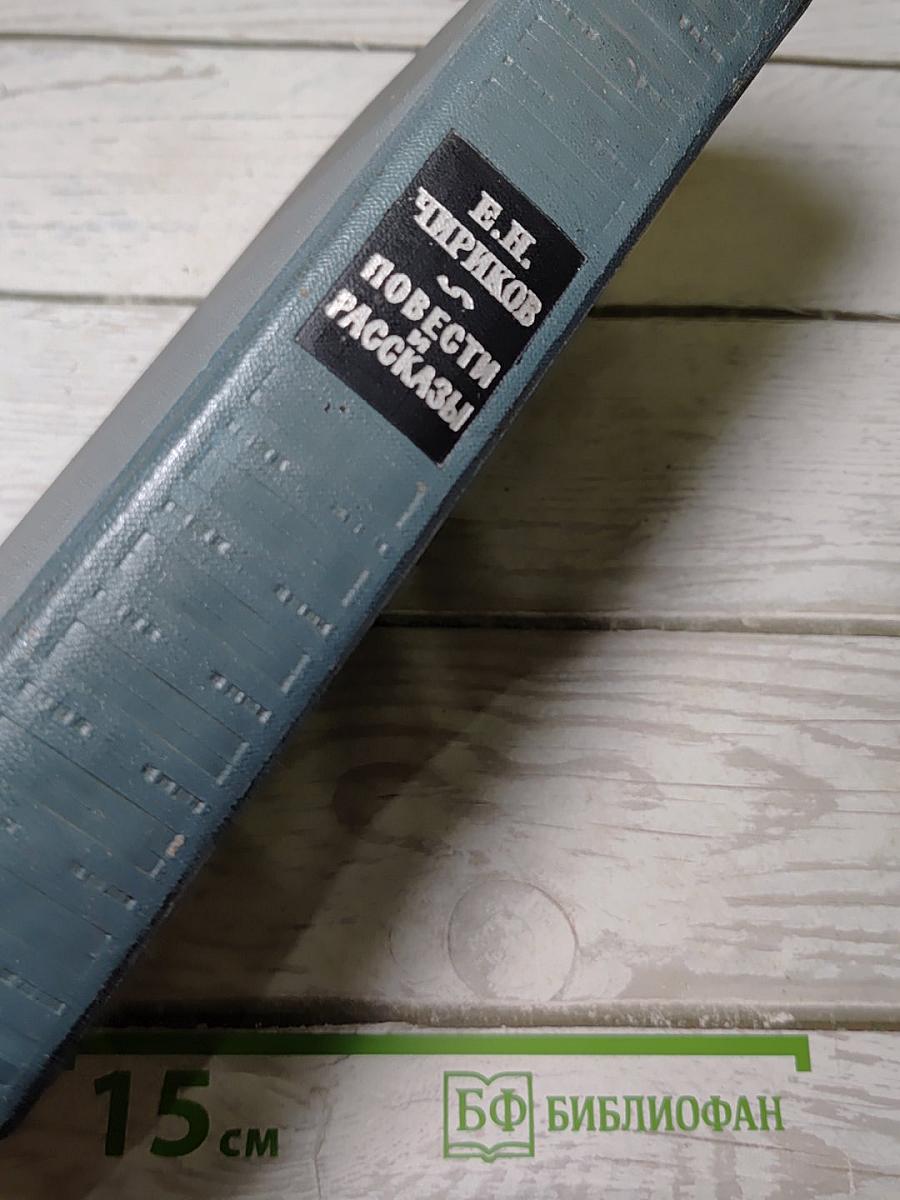 Е.Н.
ЧИРИКОВ
ПОВЕСТИ
И
РАССКАЗЫ
15 см
БФ БИБЛИОФАН